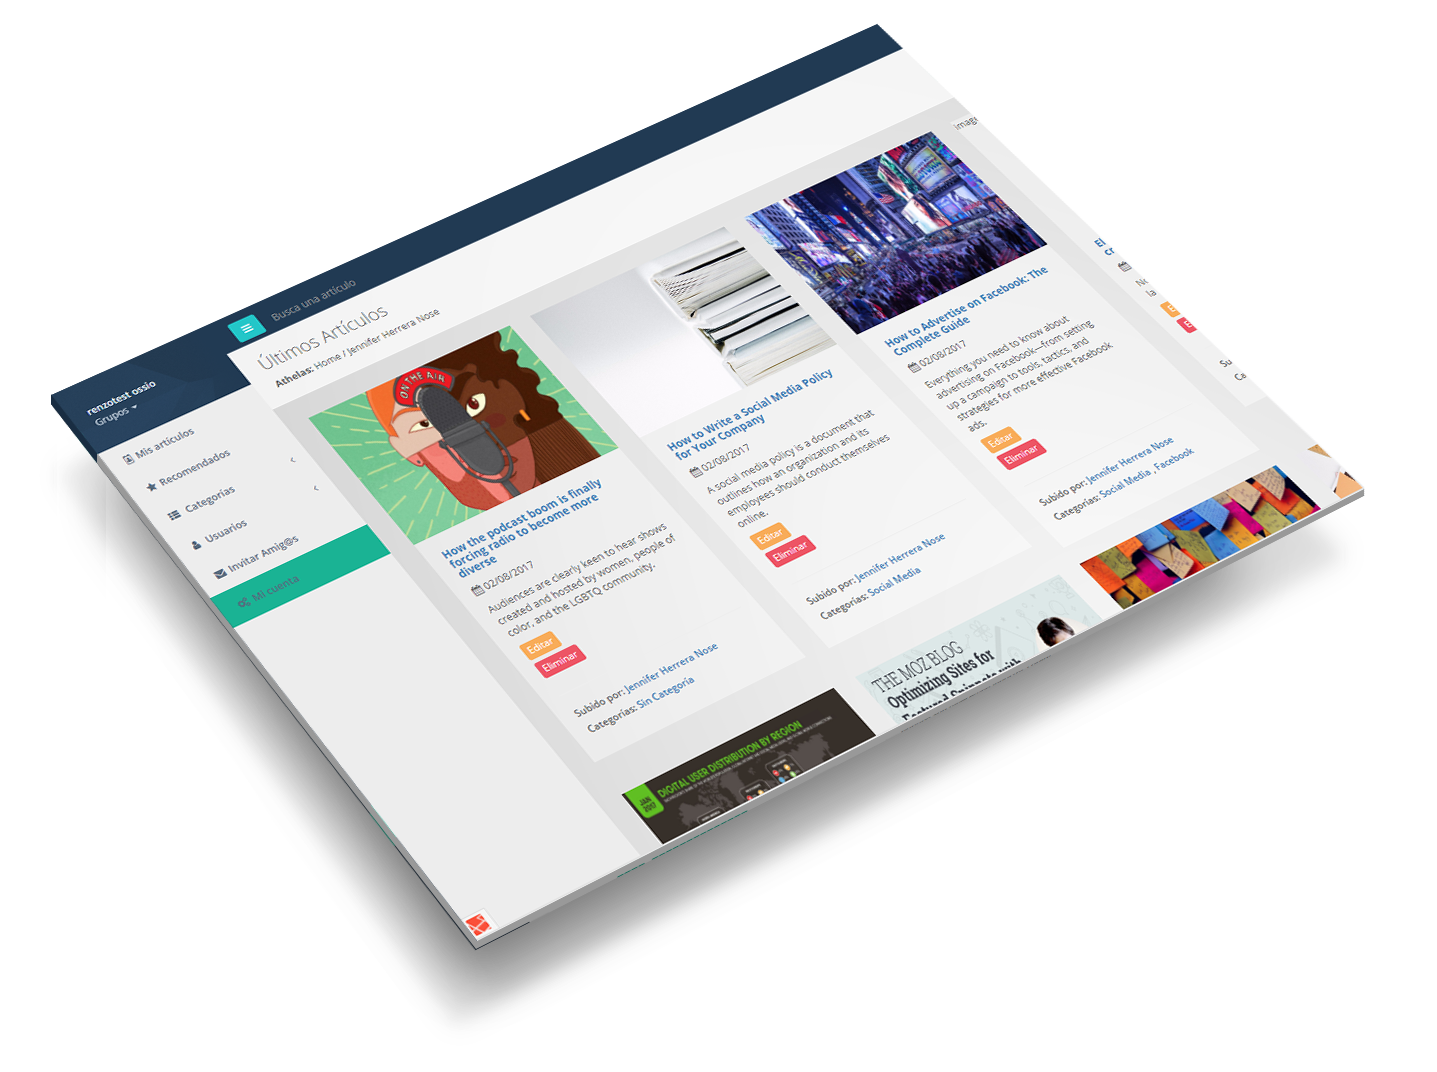 Busca una artículo
renzotest ossio
Grupos
Mis artículos
Recomendados
Categorías
Usuarios
Invitar Amig@s
Mi cuenta
Últimos Artículos
Athelas: Home / Jennifer Herrera Nose
ON THE AIR
How the podcast boom is finally
forcing radio to become more
diverse
02/08/2017
Audiences are clearly keen to hear shows
created and hosted by women, people of
color, and the LGBTQ community.
Editar
Eliminar
Subido por: Jennifer Herrera Nose
Categorías: Sin Categoria
How to Write a Social Media Policy
for Your Company
02/08/2017
A social media policy is a document that
outlines how an organization and its
employees should conduct themselves
online.
Editar
Eliminar
Subido por: Jennifer Herrera Nose
Categorías: Social Media
How to Advertise on Facebook: The
Complete Guide
02/08/2017
Everything you need to know about
advertising on Facebook—from setting
up a campaign to tools, tactics, and
strategies for more effective Facebook
ads.
Editar
Eliminar
Subido por: Jennifer Herrera Nose
Categorías: Social Media , Facebook
image
El
Su
Ca
JAN
2017
DIGITAL USER DISTRIBUTION BY REGION
THE MOZ BLOG
Optimizing Sites for
Featured Snippets with